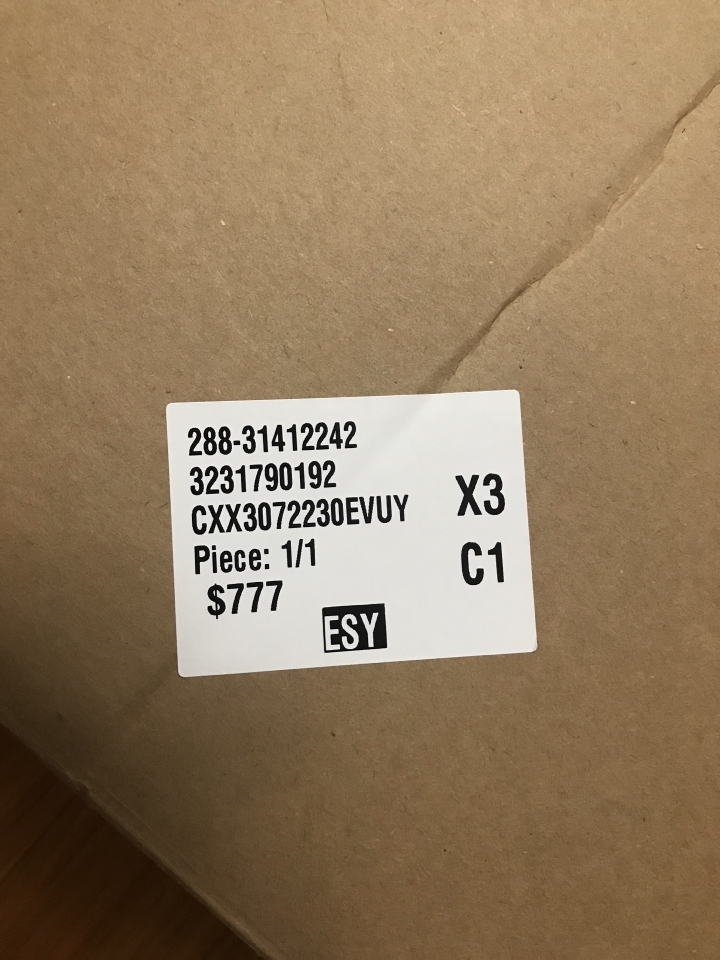 288-31412242
3231790192
CXX3072230EVUY
Piece: 1/1
$777
X3
C1
ESY